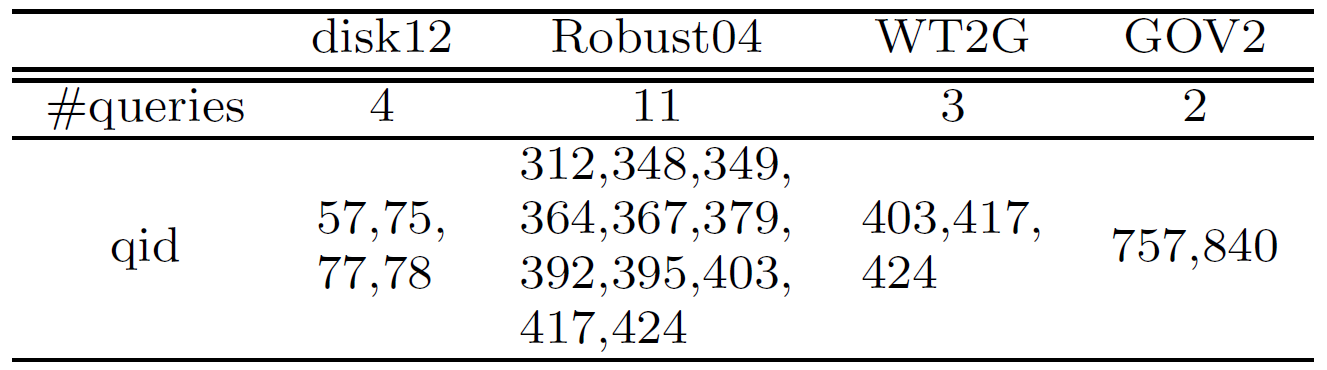 disk12 Robust04 WT2G GOV2
#queries 4 11 3 2
312,348,349,
57,75, 364,367,379, 403,417,
qid 757,840
77,78 392,395,403, 424
417,424